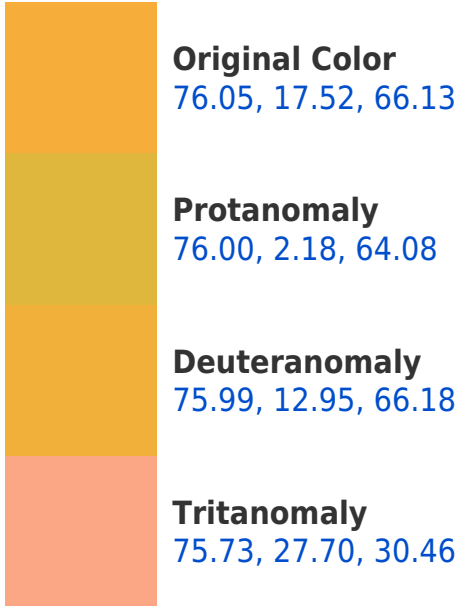 Original Color
76.05, 17.52, 66.13
Protanomaly
76.00, 2.18, 64.08
Deuteranomaly
75.99, 12.95, 66.18
Tritanomaly
75.73, 27.70, 30.46